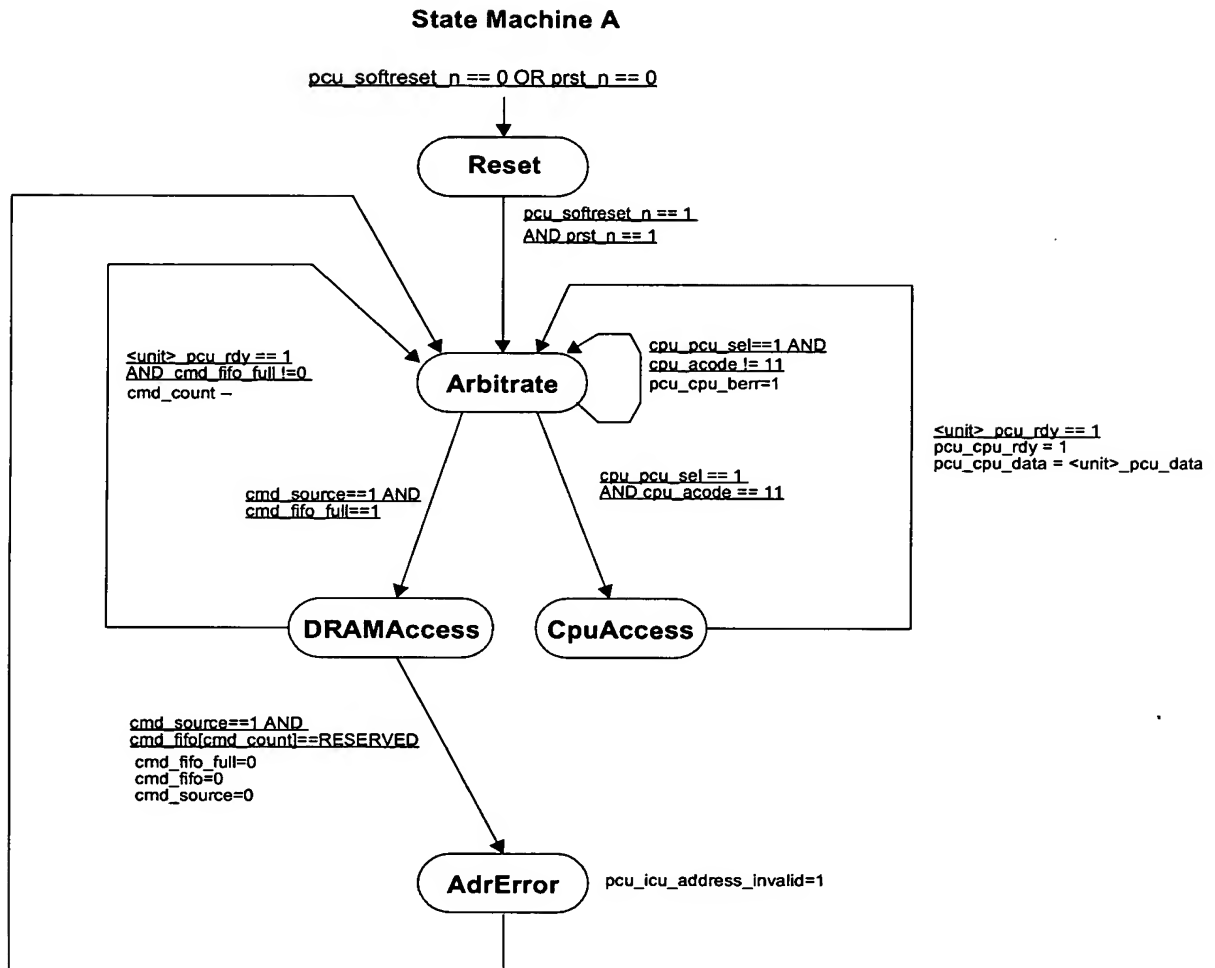 State Machine A
pcu_softreset_n == 0 OR prst_n == 0
Reset
pcu_softreset_n == 1
AND prst_n == 1
<unit>_pcu_rdy == 1
AND cmd_fifo_full !=0
cmd_count –
Arbitrate
cpu_pcu_sel==1 AND
cpu_acode != 11
pcu_cpu_berr=1
<unit>_pcu_rdy == 1
pcu_cpu_rdy = 1
pcu_cpu_data = <unit>_pcu_data
cmd_source==1 AND
cmd_fifo_full==1
cpu_pcu_sel == 1
AND cpu_acode == 11
DRAMAccess
CpuAccess
cmd_source==1 AND
cmd_fifo[cmd_count]==RESERVED
cmd_fifo_full=0
cmd_fifo=0
cmd_source=0
AdrError
pcu_icu_address_invalid=1